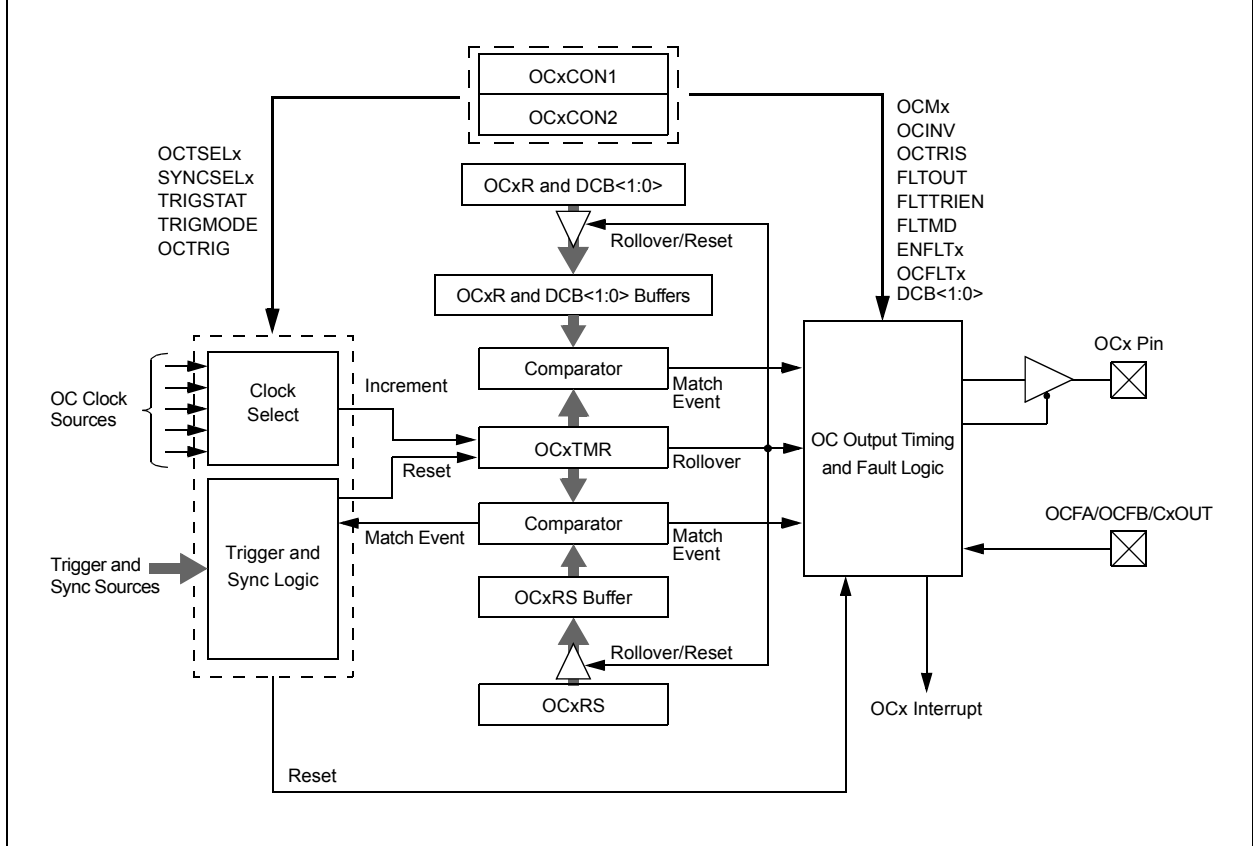 OCxCON1
OCxCON2
OCTSELx
SYNCSELx
TRIGSTAT
TRIGMODE
OCTRIG
OCMx
OCINV
OCTRIS
FLTOUT
FLTTRIEN
FLTMD
ENFLTx
OCFLTx
DCB<1:0>
OCxR and DCB<1:0>
Rollover/Reset
OCxR and DCB<1:0> Buffers
OC Clock
Sources
Clock
Select
Increment
Comparator
Match
Event
OCxTMR
Reset
Rollover
OC Output Timing
and Fault Logic
OCx Pin
Trigger and
Sync Sources
Trigger and
Sync Logic
Match Event
Comparator
Match
Event
OCFA/OCFB/CxOUT
OCxRS Buffer
Rollover/Reset
OCxRS
OCx Interrupt
Reset